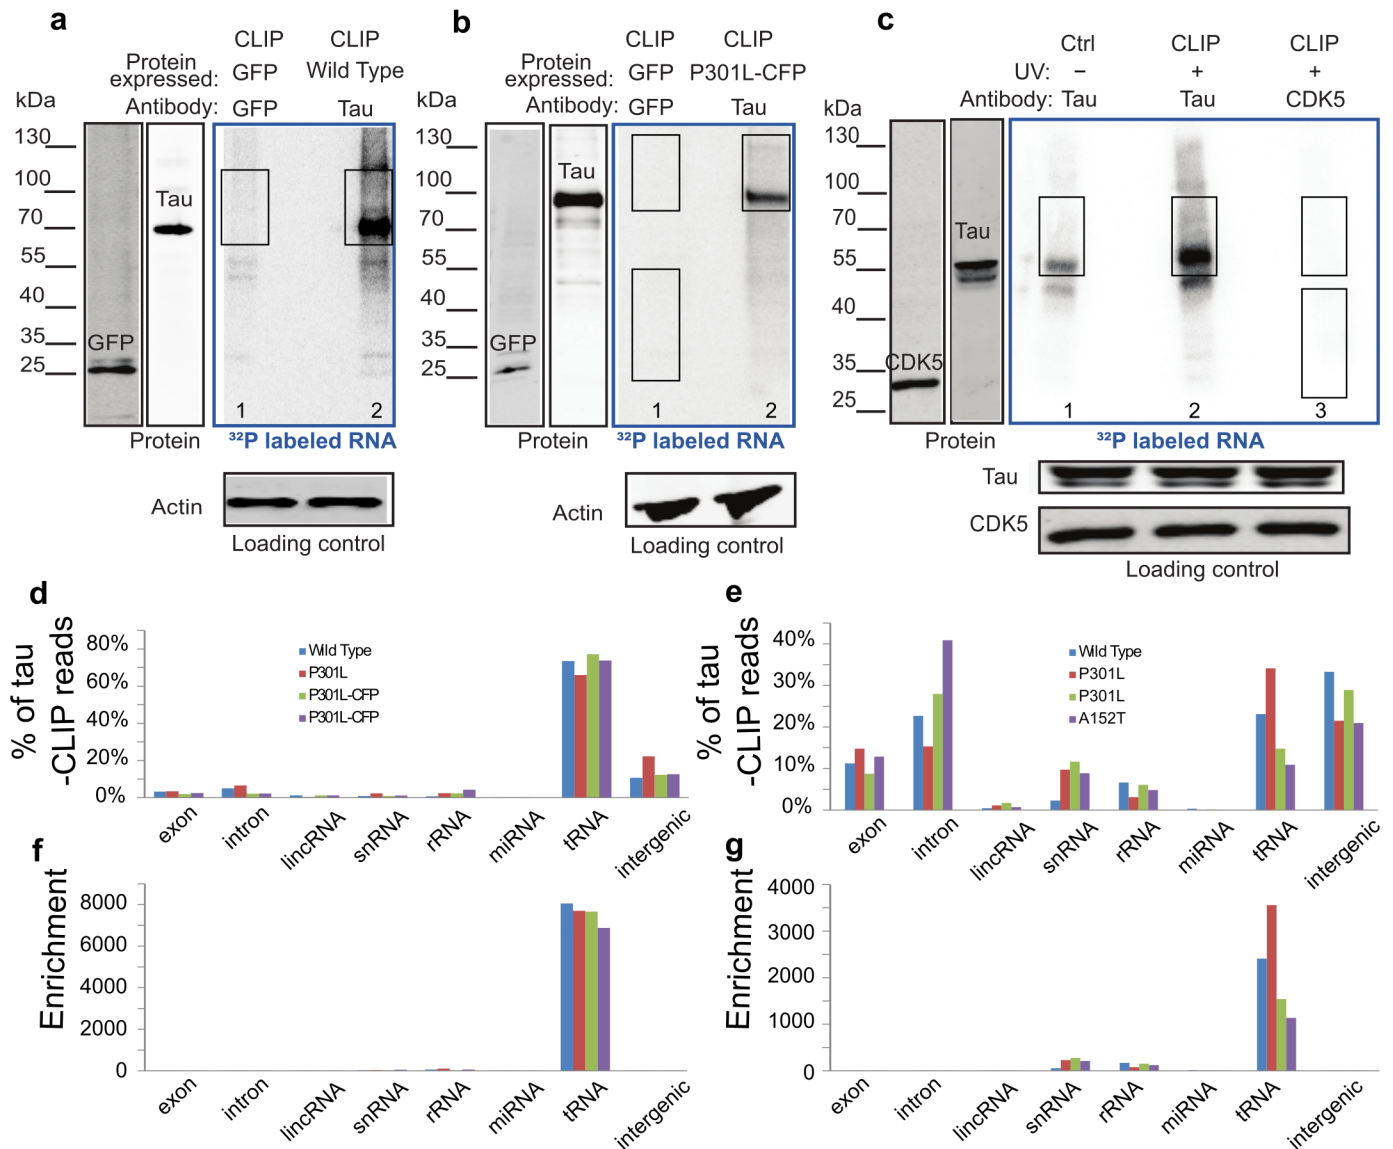 a
CLIP CLIP
Protein
expressed: GFP Wild Type
kDa Antibody: GFP Tau
130
100
70
55
40
35
25
Tau
GFP
1 2
Protein ³²P labeled RNA
Actin
Loading control
b
CLIP CLIP
Protein
expressed: GFP P301L-CFP
kDa Antibody: GFP Tau
130
100
70
55
40
35
25
Tau
GFP
1 2
Protein ³²P labeled RNA
Actin
Loading control
c
Ctrl CLIP CLIP
UV: – + +
kDa Antibody: Tau Tau CDK5
130
100
70
55
40
35
25
Tau
CDK5
1 2 3
Protein ³²P labeled RNA
Tau
CDK5
Loading control
d
% of tau
-CLIP reads
80%
60%
40%
20%
0%
Wild Type
P301L
P301L-CFP
P301L-CFP
exon intron lincRNA snRNA rRNA miRNA tRNA intergenic
e
% of tau
-CLIP reads
40%
30%
20%
10%
0%
Wild Type
P301L
P301L
A152T
exon intron lincRNA snRNA rRNA miRNA tRNA intergenic
f
Enrichment
8000
6000
4000
2000
0
exon intron lincRNA snRNA rRNA miRNA tRNA intergenic
g
Enrichment
4000
3000
2000
1000
0
exon intron lincRNA snRNA rRNA miRNA tRNA intergenic